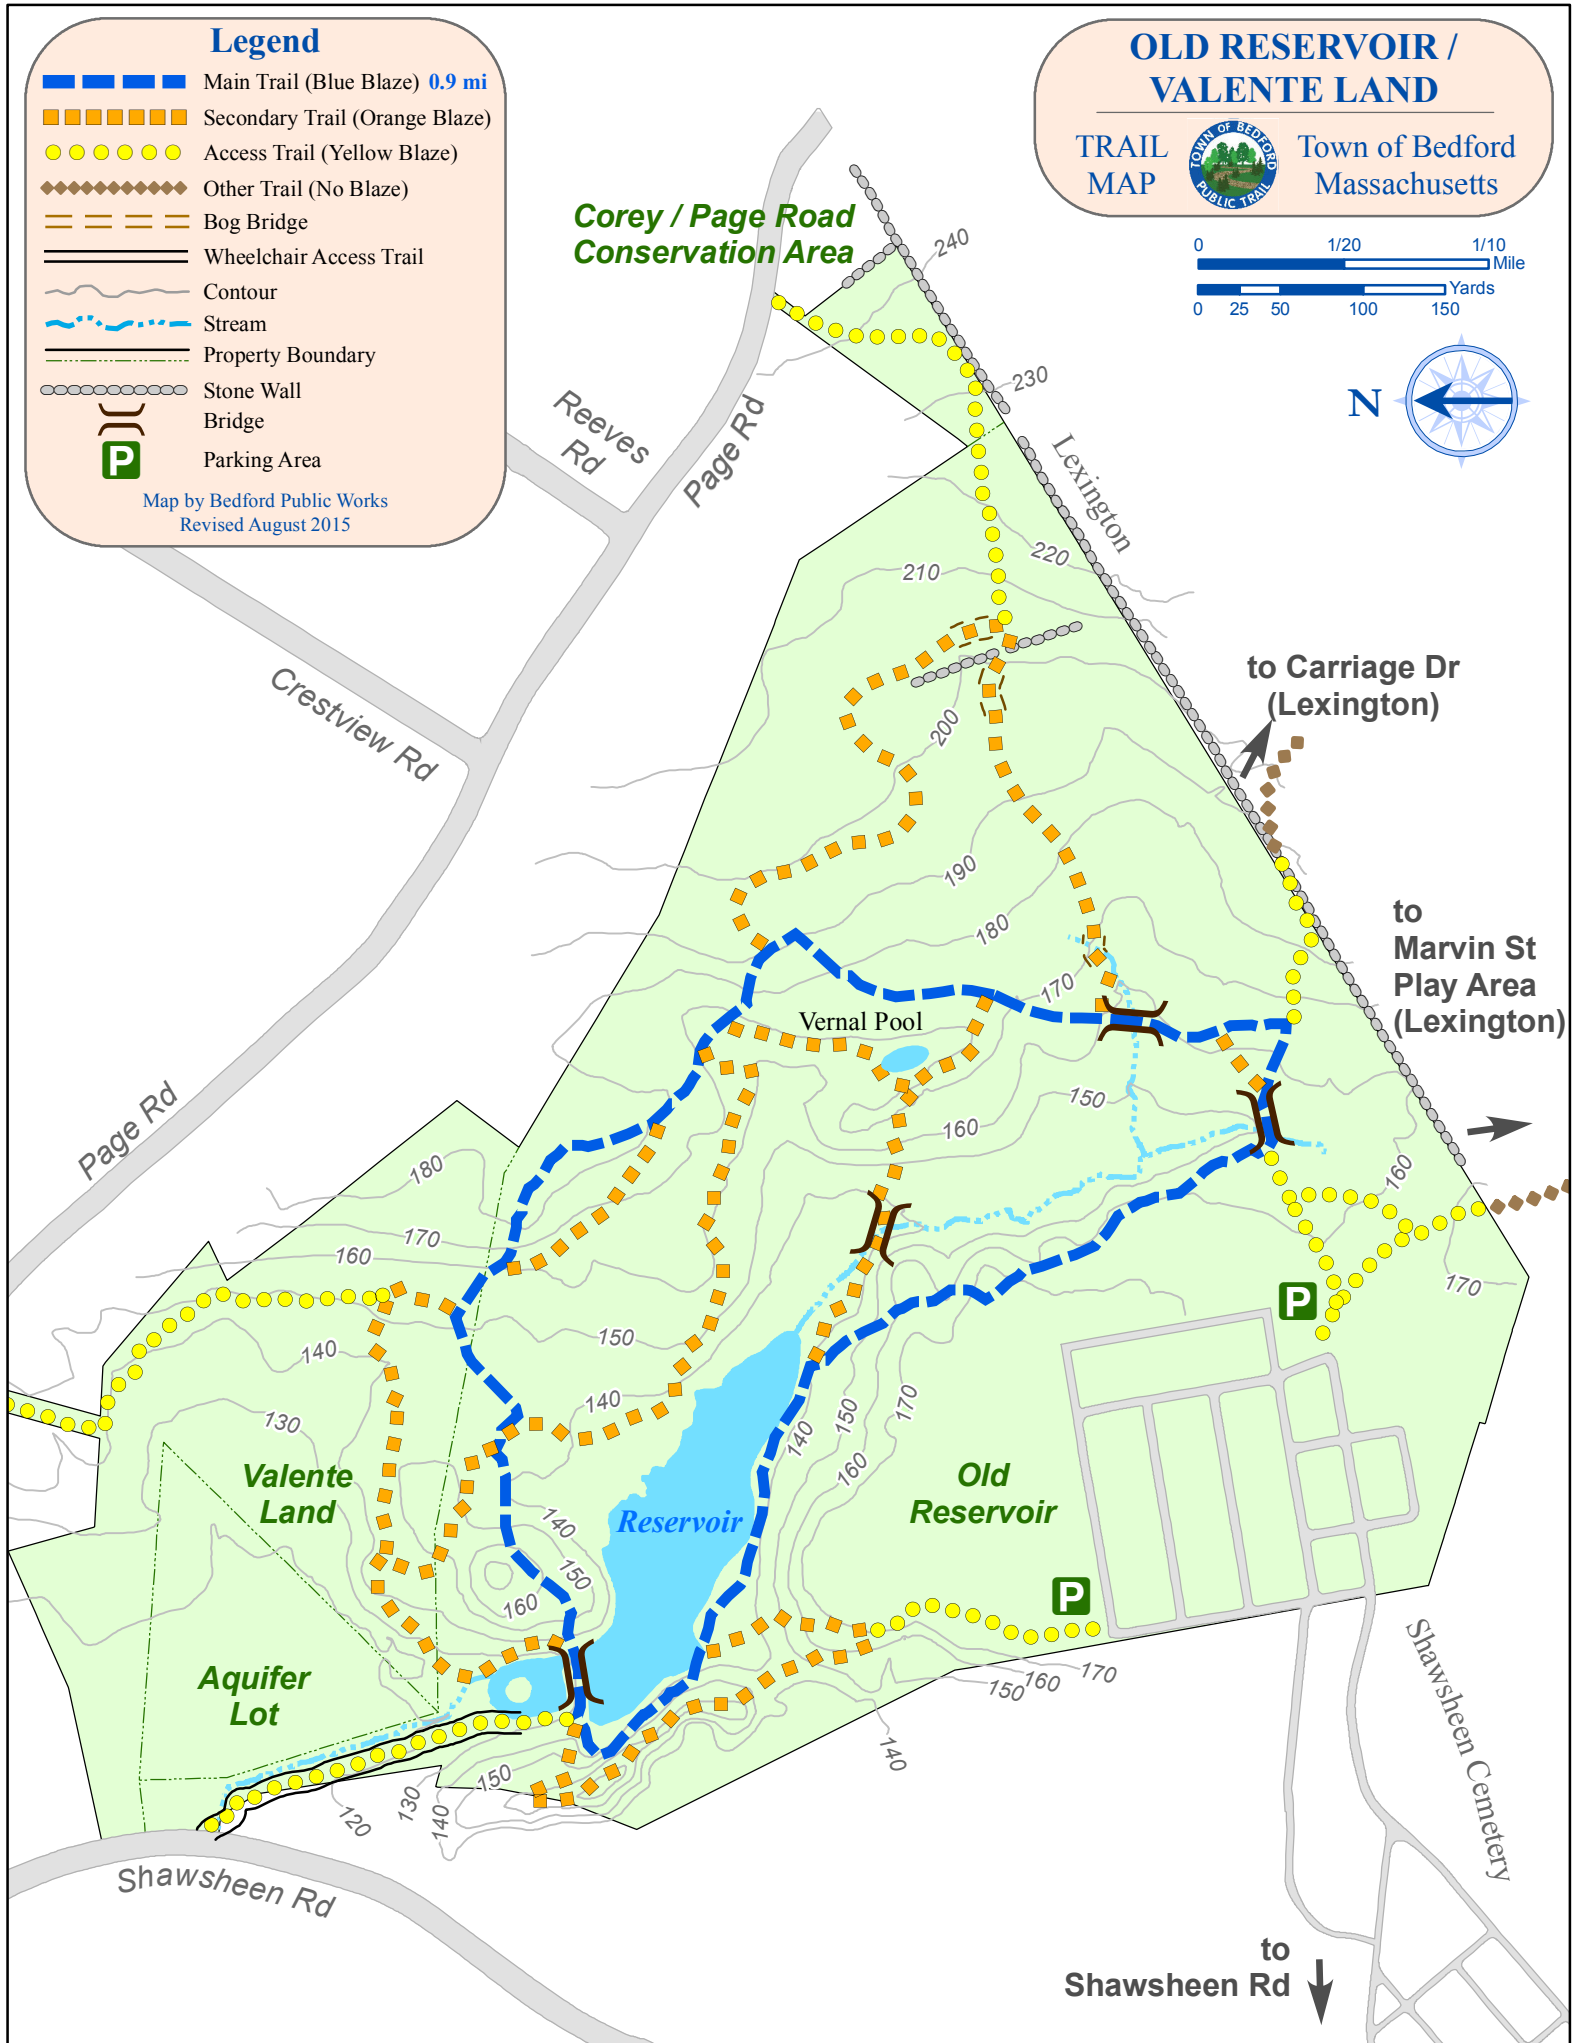 Legend
Main Trail (Blue Blaze) 0.9 mi
Secondary Trail (Orange Blaze)
Access Trail (Yellow Blaze)
Other Trail (No Blaze)
Bog Bridge
Wheelchair Access Trail
Contour
Stream
Property Boundary
Stone Wall
Bridge
P
Parking Area
Map by Bedford Public Works
Revised August 2015
OLD RESERVOIR /
VALENTE LAND
TRAIL
MAP
TOWN OF BEDFORD
PUBLIC TRAIL
Town of Bedford
Massachusetts
0 1/20 1/10
Mile
Yards
0 25 50 100 150
N
Corey / Page Road
Conservation Area
240
230
Reeves
Rd
Page Rd
Lexington
220
210
Crestview Rd
200
to Carriage Dr
(Lexington)
190
180
170
to
Marvin St
Play Area
(Lexington)
Vernal Pool
150
160
Page Rd
180
170
160
160
170
P
150
140
140
130
140
150
160
170
Valente
Land
Old
Reservoir
Reservoir
140
150
160
P
Aquifer
Lot
150
160
170
140
150
130
140
120
Shawsheen Rd
Shawsheen Cemetery
to
Shawsheen Rd